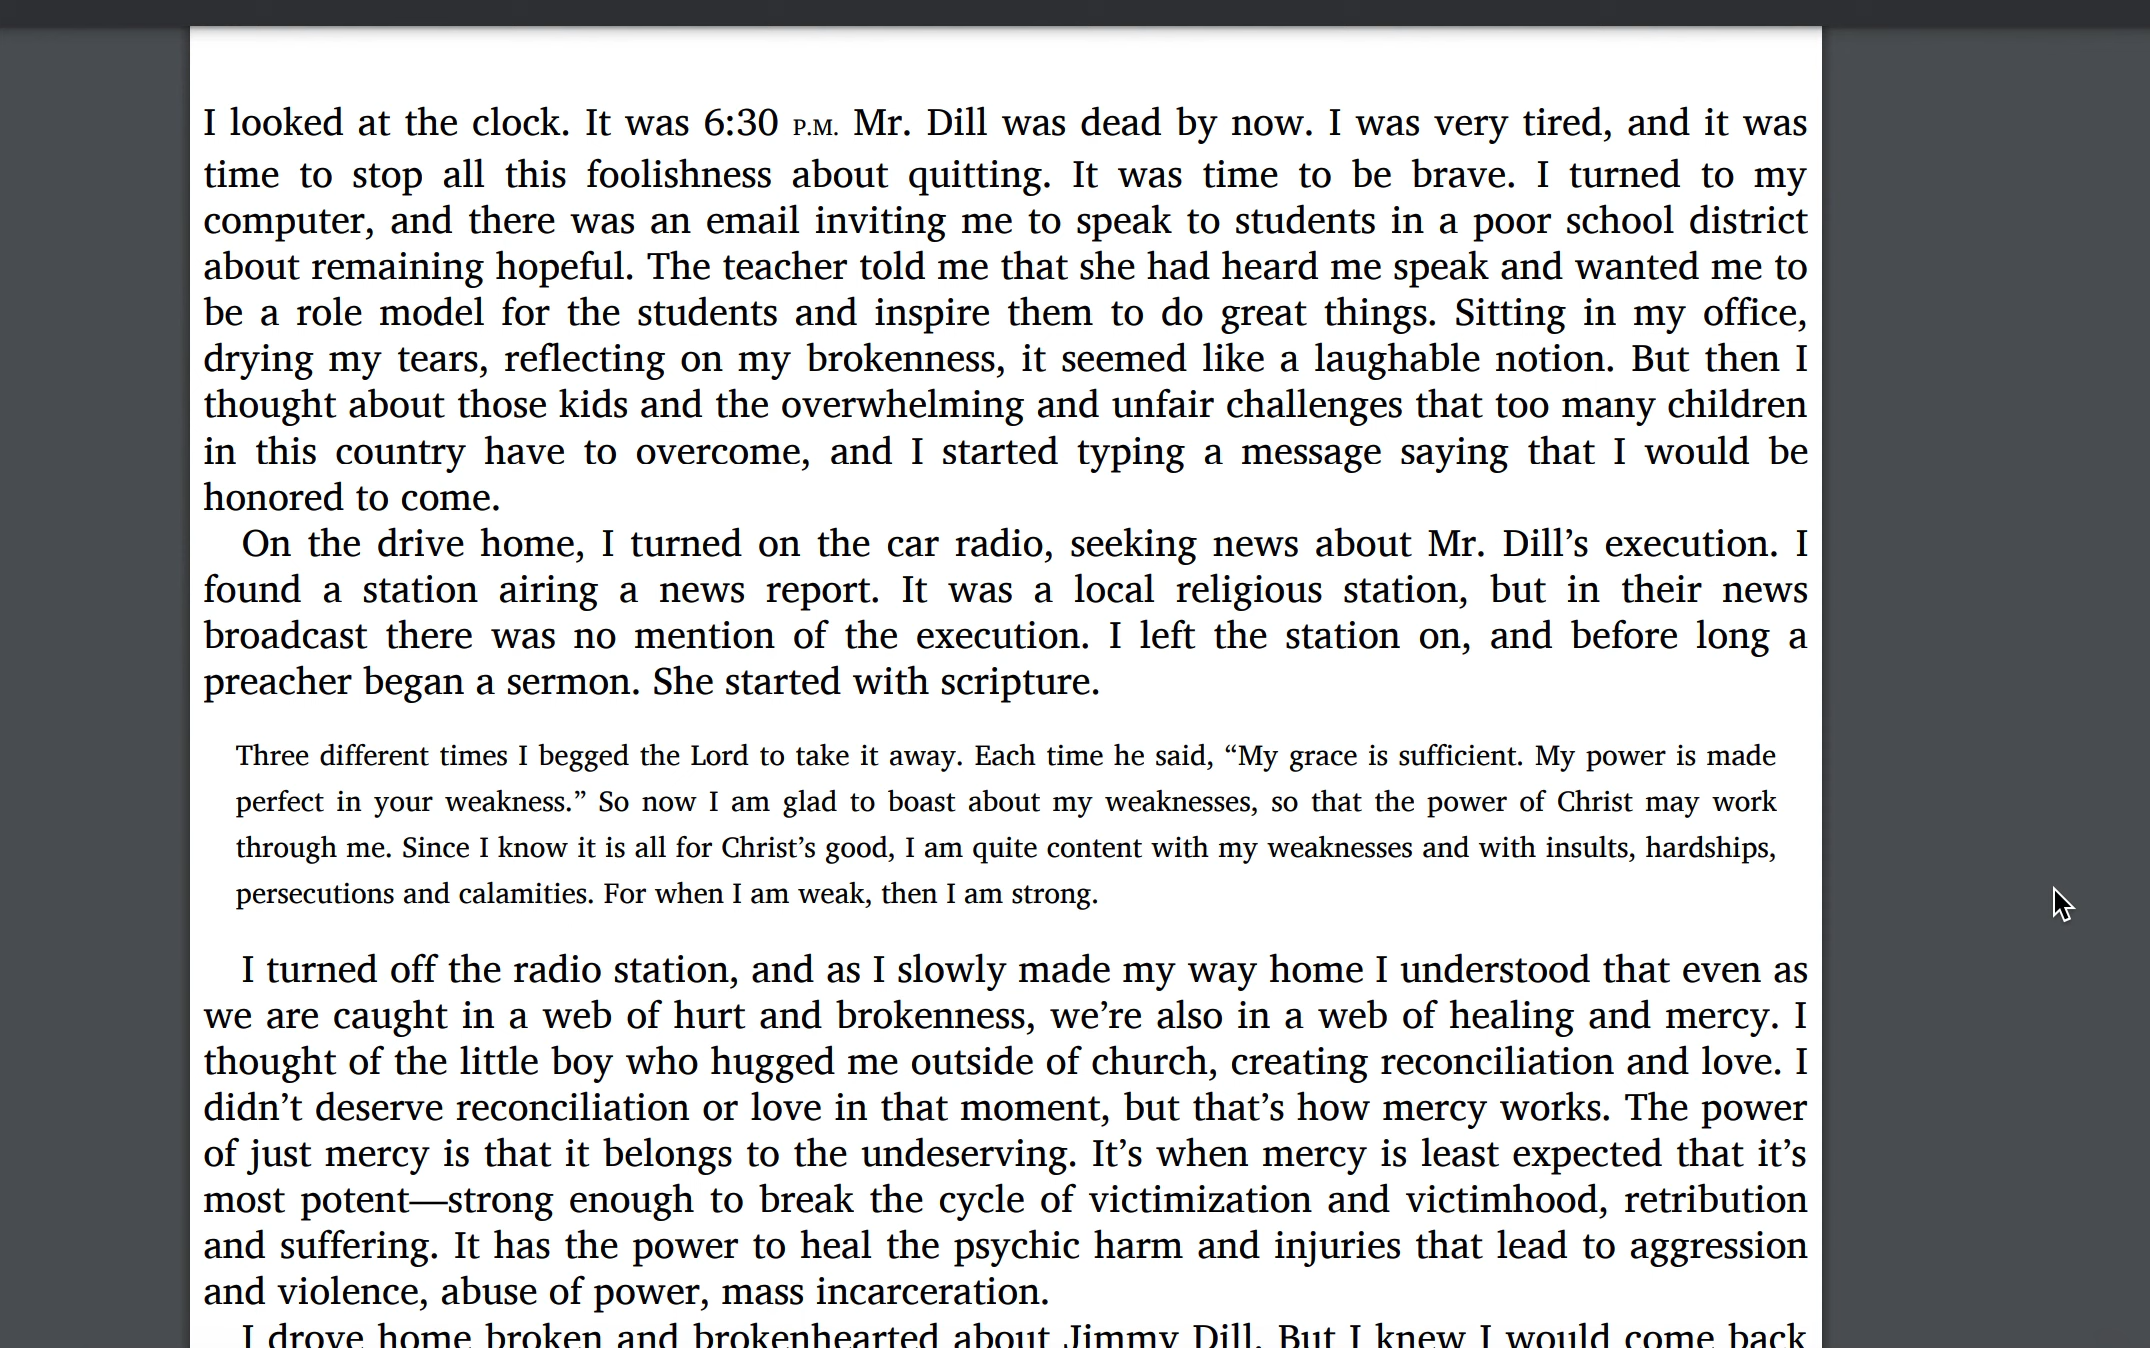 I looked at the clock. It was 6:30 P.M. Mr. Dill was dead by now. I was very tired, and it was
time to stop all this foolishness about quitting. It was time to be brave. I turned to my
computer, and there was an email inviting me to speak to students in a poor school district
about remaining hopeful. The teacher told me that she had heard me speak and wanted me to
be a role model for the students and inspire them to do great things. Sitting in my office,
drying my tears, reflecting on my brokenness, it seemed like a laughable notion. But then I
thought about those kids and the overwhelming and unfair challenges that too many children
in this country have to overcome, and I started typing a message saying that I would be
honored to come.
On the drive home, I turned on the car radio, seeking news about Mr. Dill’s execution. I
found a station airing a news report. It was a local religious station, but in their news
broadcast there was no mention of the execution. I left the station on, and before long a
preacher began a sermon. She started with scripture.
Three different times I begged the Lord to take it away. Each time he said, “My grace is sufficient. My power is made
perfect in your weakness.” So now I am glad to boast about my weaknesses, so that the power of Christ may work
through me. Since I know it is all for Christ’s good, I am quite content with my weaknesses and with insults, hardships,
persecutions and calamities. For when I am weak, then I am strong.
I turned off the radio station, and as I slowly made my way home I understood that even as
we are caught in a web of hurt and brokenness, we’re also in a web of healing and mercy. I
thought of the little boy who hugged me outside of church, creating reconciliation and love. I
didn’t deserve reconciliation or love in that moment, but that’s how mercy works. The power
of just mercy is that it belongs to the undeserving. It’s when mercy is least expected that it’s
most potent—strong enough to break the cycle of victimization and victimhood, retribution
and suffering. It has the power to heal the psychic harm and injuries that lead to aggression
and violence, abuse of power, mass incarceration.
I drove home broken and brokenhearted about Jimmy Dill. But I knew I would come back